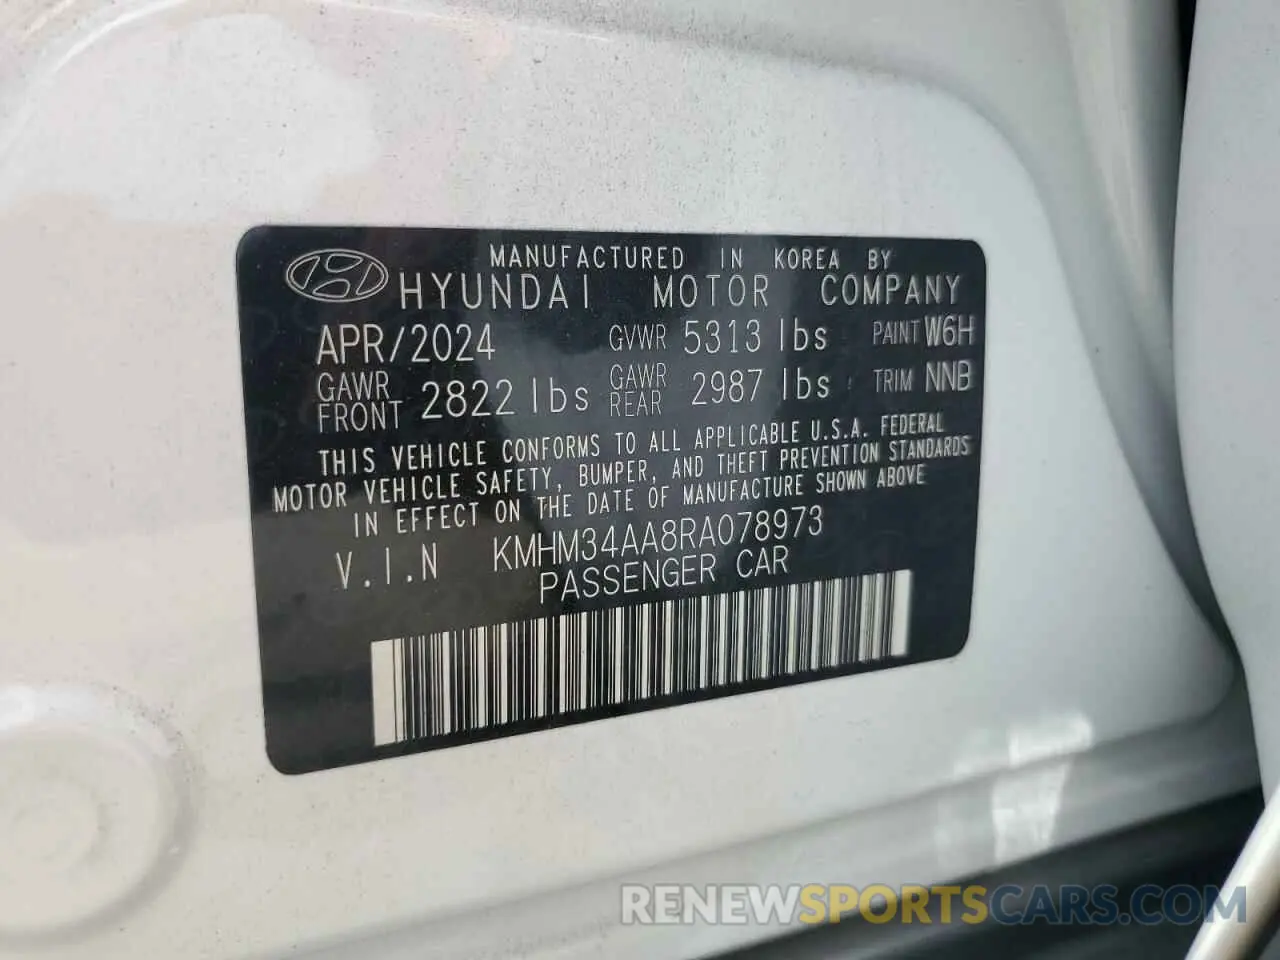 MANUFACTURED IN KOREA BY
HYUNDAI MOTOR COMPANY
APR/2024 GVWR 5313 lbs PAINT W6H
GAWR FRONT 2822 lbs GAWR REAR 2987 lbs TRIM NNB
THIS VEHICLE CONFORMS TO ALL APPLICABLE U.S.A. FEDERAL
MOTOR VEHICLE SAFETY, BUMPER, AND THEFT PREVENTION STANDARDS
IN EFFECT ON THE DATE OF MANUFACTURE SHOWN ABOVE
V.I.N KMHM34AA8RA078973
PASSENGER CAR
RENEWSPORTSCARS.COM